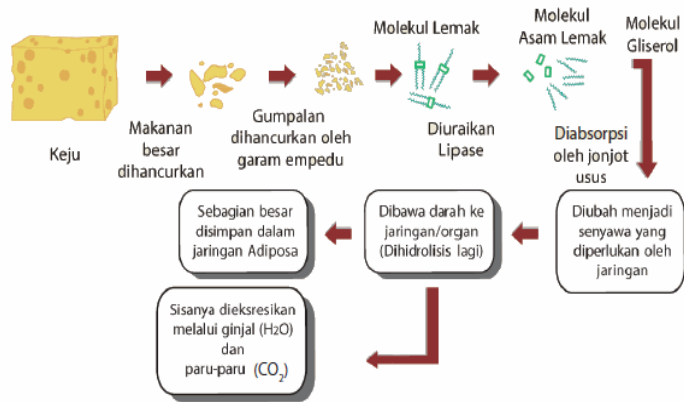 Keju
Makanan
besar
dihancurkan
Gumpalan
dihancurkan oleh
garam empedu
Molekul Lemak
Diuraikan
Lipase
Molekul
Asam Lemak
Molekul
Gliserol
Diabsorpsi
oleh jonjot
usus
Diubah menjadi
senyawa yang
diperlukan oleh
jaringan
Dibawa darah ke
jaringan/organ
(Dihidrolisis lagi)
Sebagian besar
disimpan dalam
jaringan Adiposa
Sisanya dieksresikan
melalui ginjal (H2O)
dan
paru-paru (CO₂)